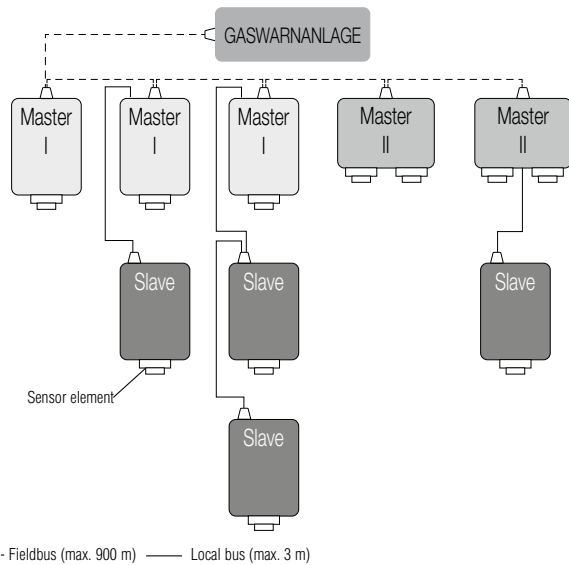 GASWARNANLAGE
Master
I
Master
I
Master
I
Master
II
Master
II
Slave
Slave
Slave
Sensor element
Slave
- Fieldbus (max. 900 m) —— Local bus (max. 3 m)